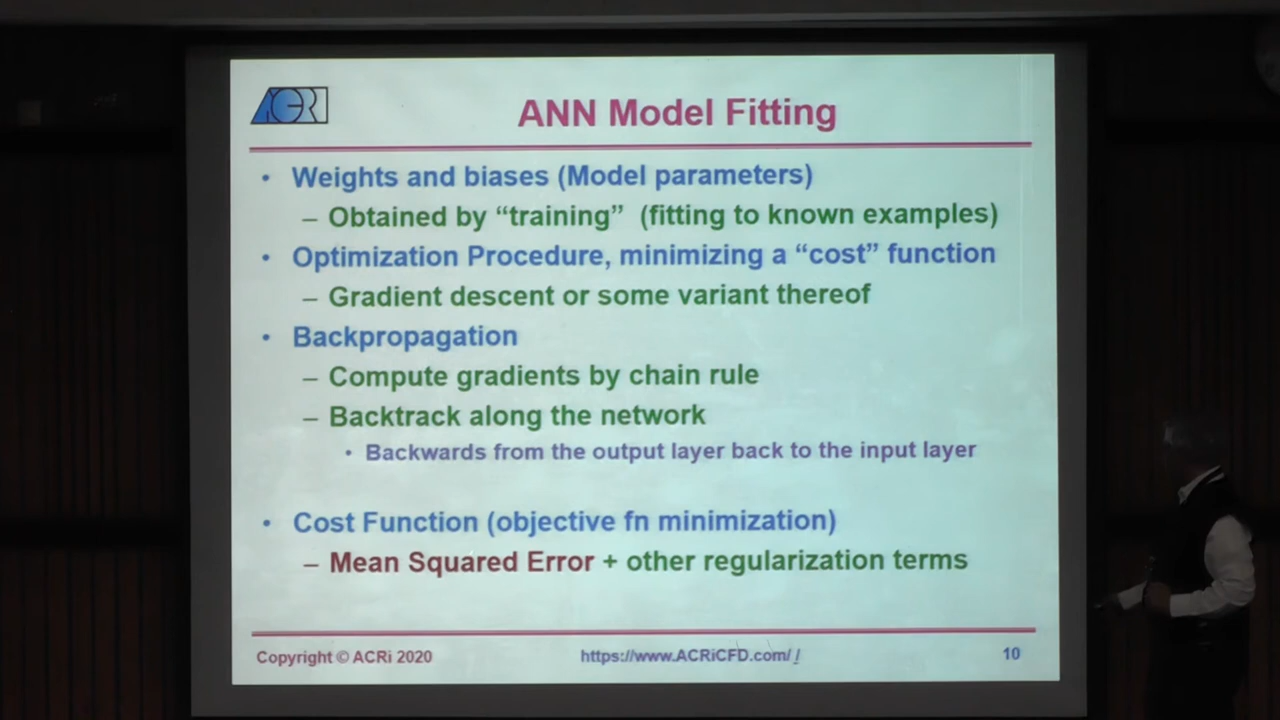 ACRi
ANN Model Fitting
• Weights and biases (Model parameters)
– Obtained by “training” (fitting to known examples)
• Optimization Procedure, minimizing a “cost” function
– Gradient descent or some variant thereof
• Backpropagation
– Compute gradients by chain rule
– Backtrack along the network
• Backwards from the output layer back to the input layer
• Cost Function (objective fn minimization)
– Mean Squared Error + other regularization terms
Copyright © ACRi 2020 https://www.ACRiCFD.com/ / 10